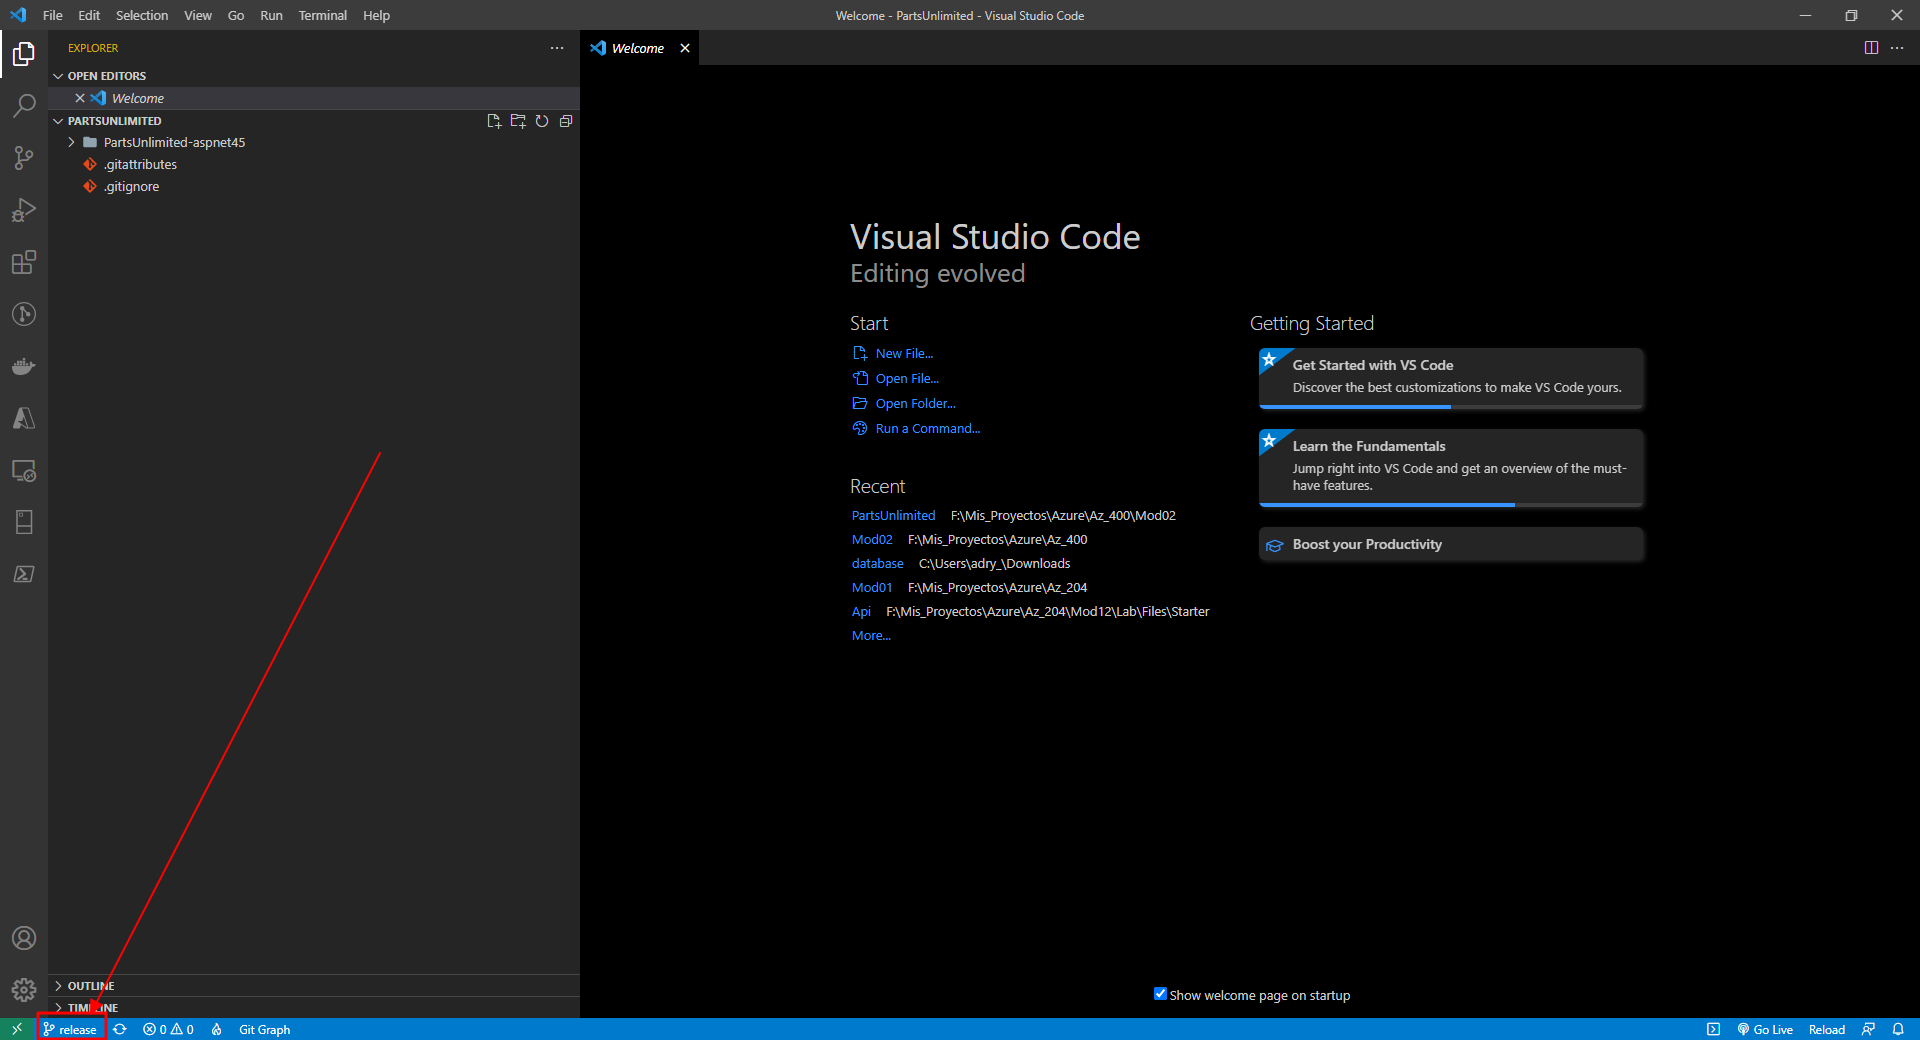 File Edit Selection View Go Run Terminal Help
Welcome - PartsUnlimited - Visual Studio Code
EXPLORER
OPEN EDITORS
Welcome
PARTSUNLIMITED
PartsUnlimited-aspnet45
.gitattributes
.gitignore
OUTLINE
TIMELINE
Welcome
Visual Studio Code
Editing evolved
Start
New File...
Open File...
Open Folder...
Run a Command...
Recent
PartsUnlimited F:\Mis_Proyectos\Azure\Az_400\Mod02
Mod02 F:\Mis_Proyectos\Azure\Az_400
database C:\Users\adry_\Downloads
Mod01 F:\Mis_Proyectos\Azure\Az_204
Api F:\Mis_Proyectos\Azure\Az_204\Mod12\Lab\Files\Starter
More...
Getting Started
Get Started with VS Code
Discover the best customizations to make VS Code yours.
Learn the Fundamentals
Jump right into VS Code and get an overview of the must-
have features.
Boost your Productivity
Show welcome page on startup
release 0 0 Git Graph Go Live Reload